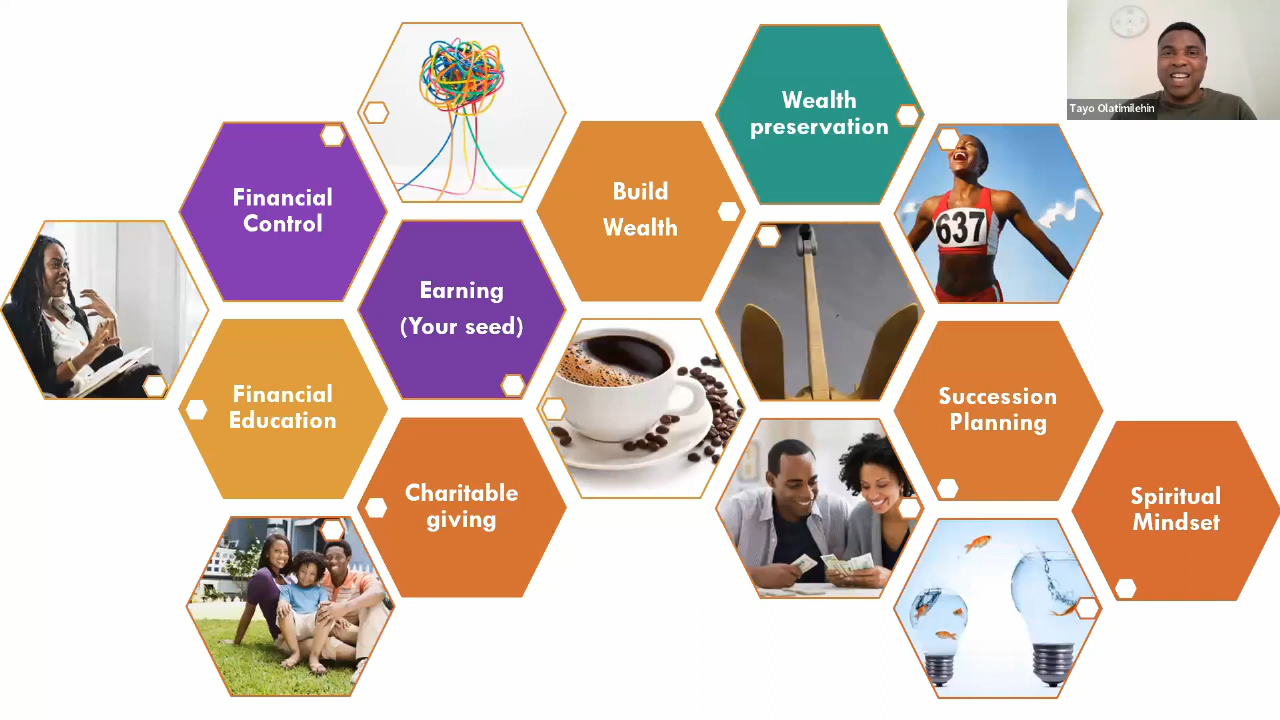 Financial
Control
Financial
Education
Earning
(Your seed)
Charitable
giving
Build
Wealth
Wealth
preservation
637
Succession
Planning
Spiritual
Mindset
Tayo Olatimilehin